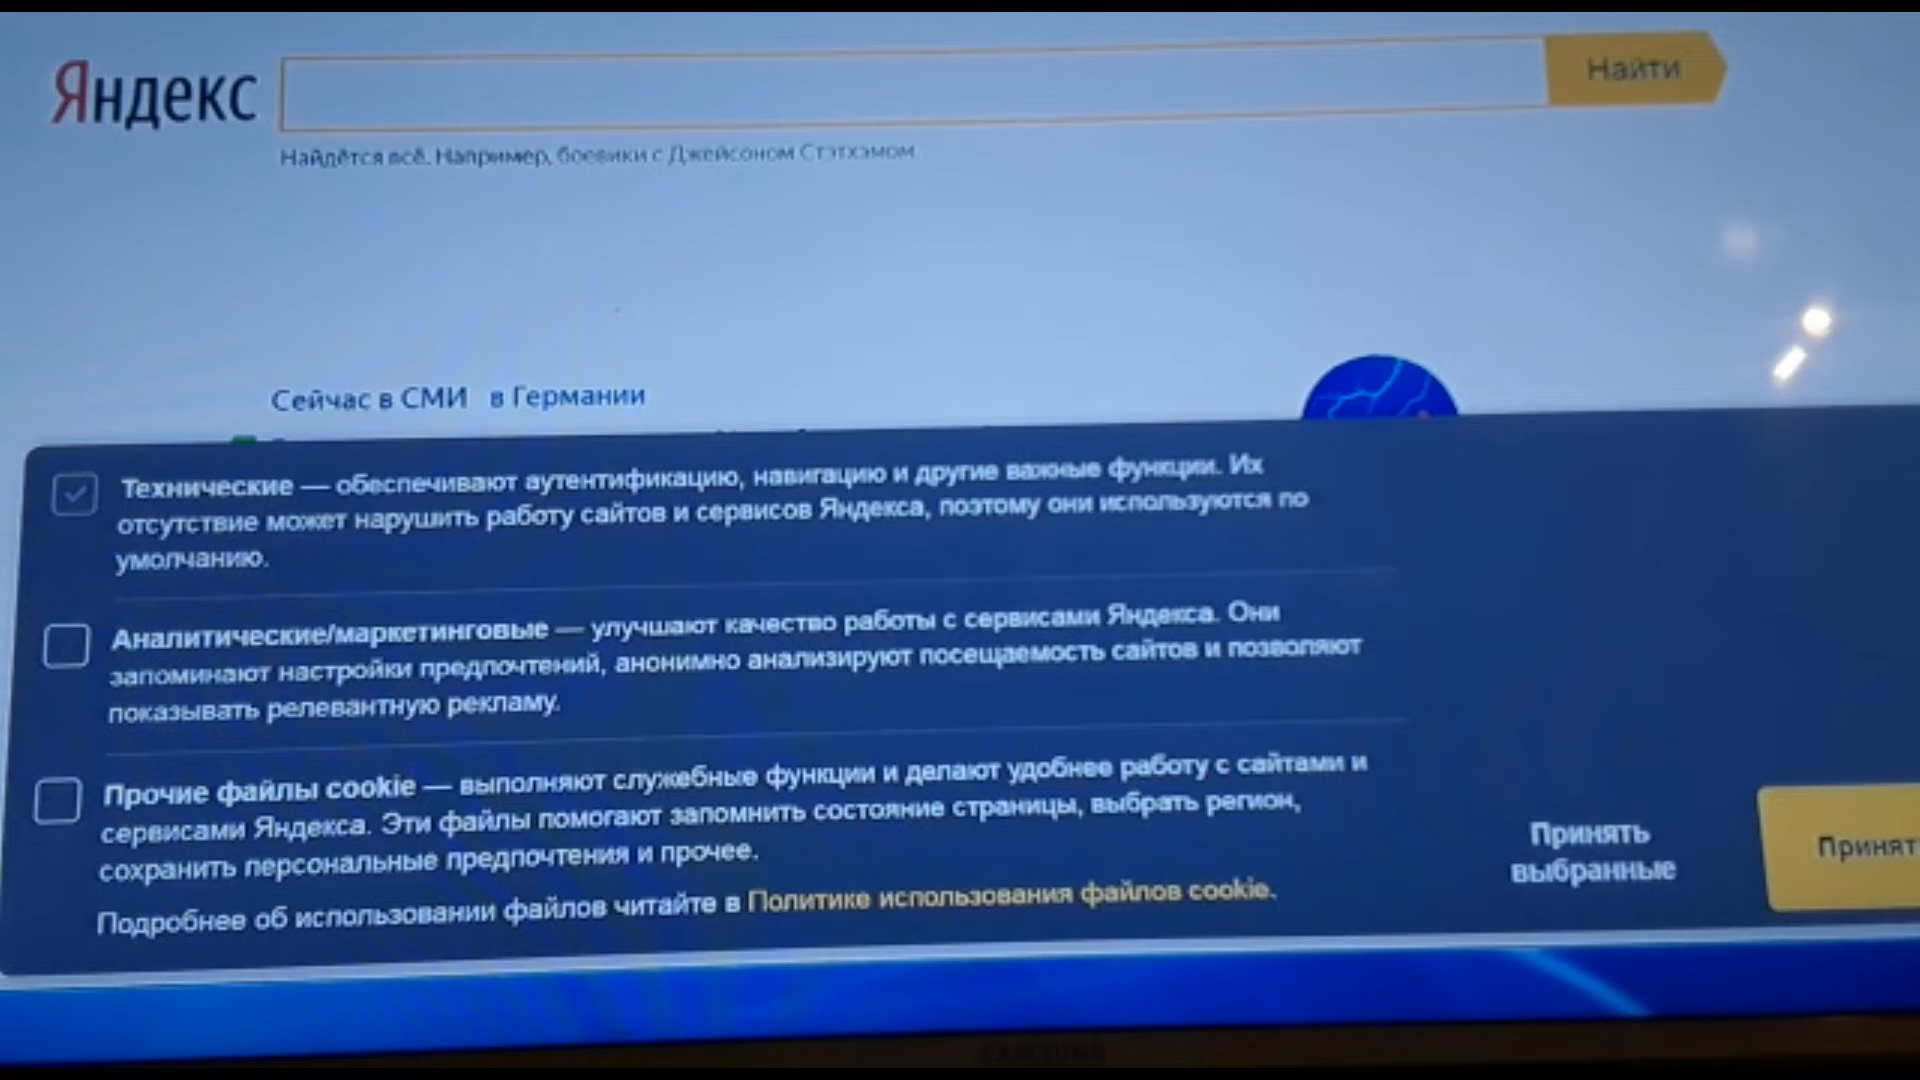 Яндекс
Найти
Найдётся всё. Например, боевики с Джейсоном Стэтхэмом
Сейчас в СМИ в Германии
Технические — обеспечивают аутентификацию, навигацию и другие важные функции. Их
отсутствие может нарушить работу сайтов и сервисов Яндекса, поэтому они используются по
умолчанию.
Аналитические/маркетинговые — улучшают качество работы с сервисами Яндекса. Они
запоминают настройки предпочтений, анонимно анализируют посещаемость сайтов и позволяют
показывать релевантную рекламу.
Прочие файлы cookie — выполняют служебные функции и делают удобнее работу с сайтами и
сервисами Яндекса. Эти файлы помогают запомнить состояние страницы, выбрать регион,
сохранить персональные предпочтения и прочее.
Подробнее об использовании файлов читайте в Политике использования файлов cookie.
Принять
выбранные
Принят
SAMSUNG